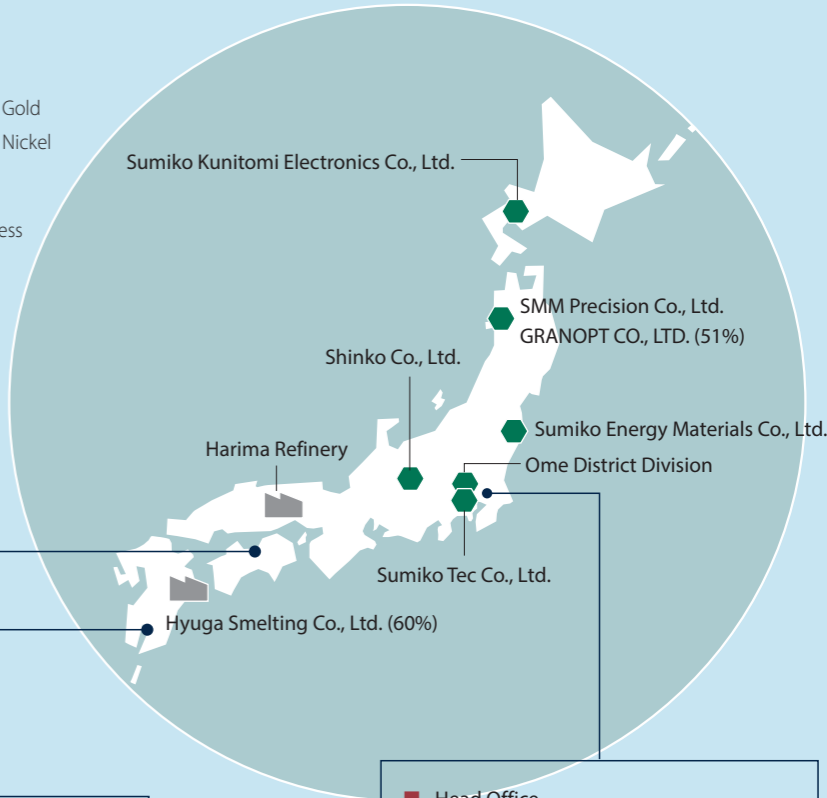 Gold
Nickel
ess
Sumiko Kunitomi Electronics Co., Ltd.
SMM Precision Co., Ltd.
GRANOPT CO., LTD. (51%)
Shinko Co., Ltd.
Sumiko Energy Materials Co., Ltd.
Harima Refinery
Ome District Division
Sumiko Tec Co., Ltd.
Hyuga Smelting Co., Ltd. (60%)
Head Office